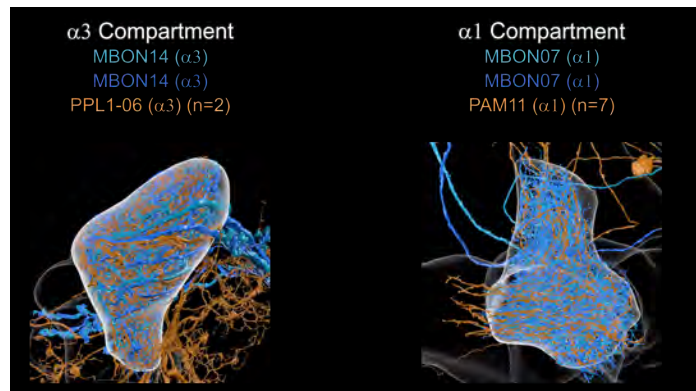 α3 Compartment
MBON14 (α3)
MBON14 (α3)
PPL1-06 (α3) (n=2)
α1 Compartment
MBON07 (α1)
MBON07 (α1)
PAM11 (α1) (n=7)